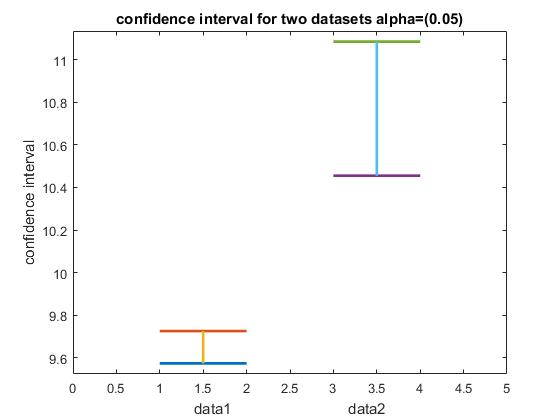 confidence interval for two datasets alpha=(0.05)
confidence interval
11
10.8
10.6
10.4
10.2
10
9.8
9.6
0 0.5 1 1.5 2 2.5 3 3.5 4 4.5 5
data1 data2